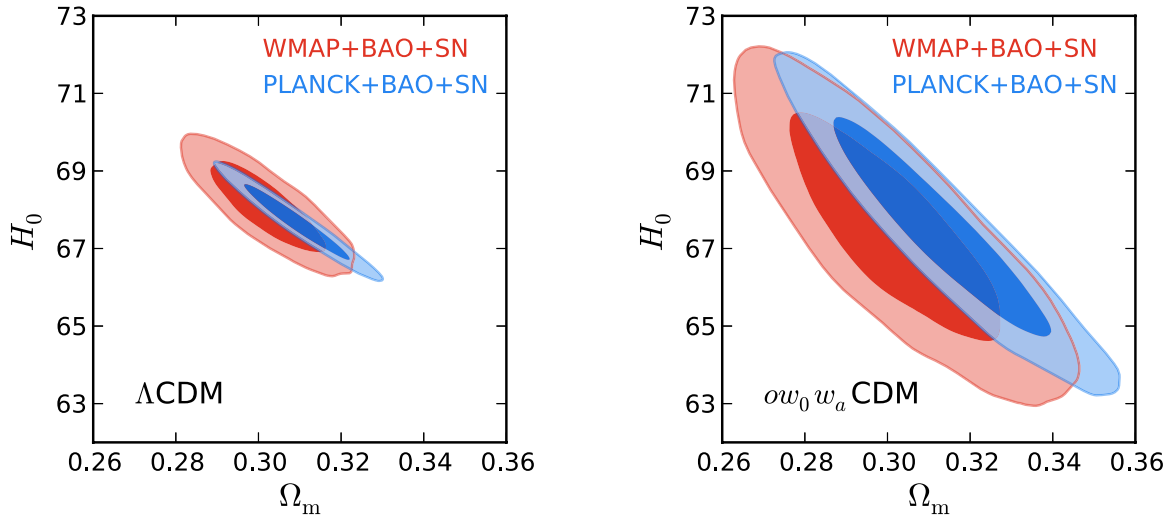 WMAP+BAO+SN
PLANCK+BAO+SN
73
71
69
67
65
63
H₀
ΛCDM
0.26 0.28 0.30 0.32 0.34 0.36
Ωₘ
WMAP+BAO+SN
PLANCK+BAO+SN
73
71
69
67
65
63
H₀
ow₀wₐCDM
0.26 0.28 0.30 0.32 0.34 0.36
Ωₘ